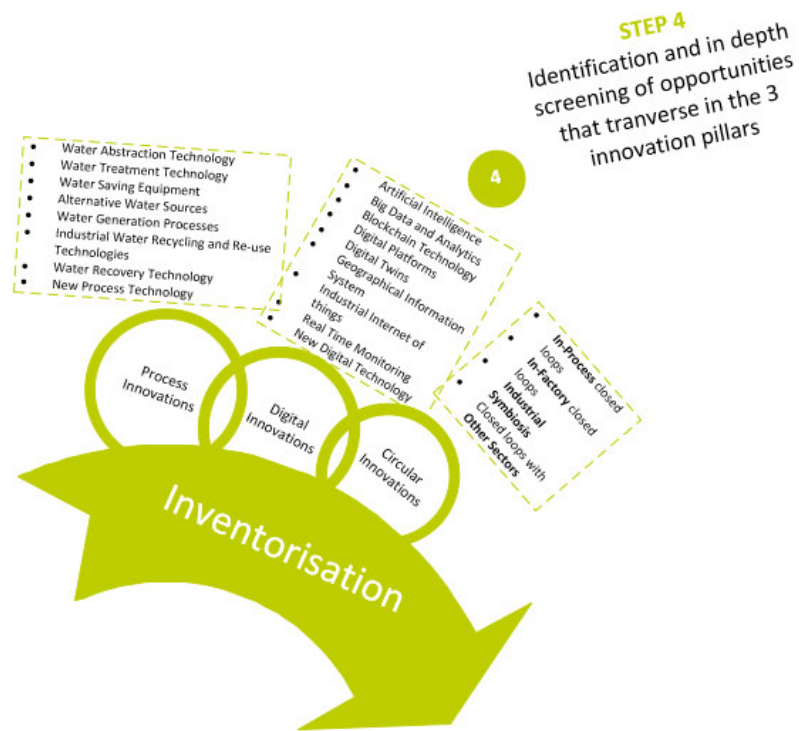 STEP 4
Identification and in depth
screening of opportunities
that tranverse in the 3
innovation pillars
4
• Water Abstraction Technology
• Water Treatment Technology
• Water Saving Equipment
• Alternative Water Sources
• Water Generation Processes
• Industrial Water Recycling and Re-use
Technologies
• Water Recovery Technology
• New Process Technology
• Artificial Intelligence
• Big Data and Analytics
• Blockchain Technology
• Digital Platforms
• Digital Twins
• Geographical Information
System
• Industrial Internet of
things
• Real Time Monitoring
• New Digital Technology
• In-Process closed
loops
• In-Factory closed
loops
• Industrial
Symbiosis
• Closed loops with
Other Sectors
Process
Innovations
Digital
Innovations
Circular
Innovations
Inventorisation